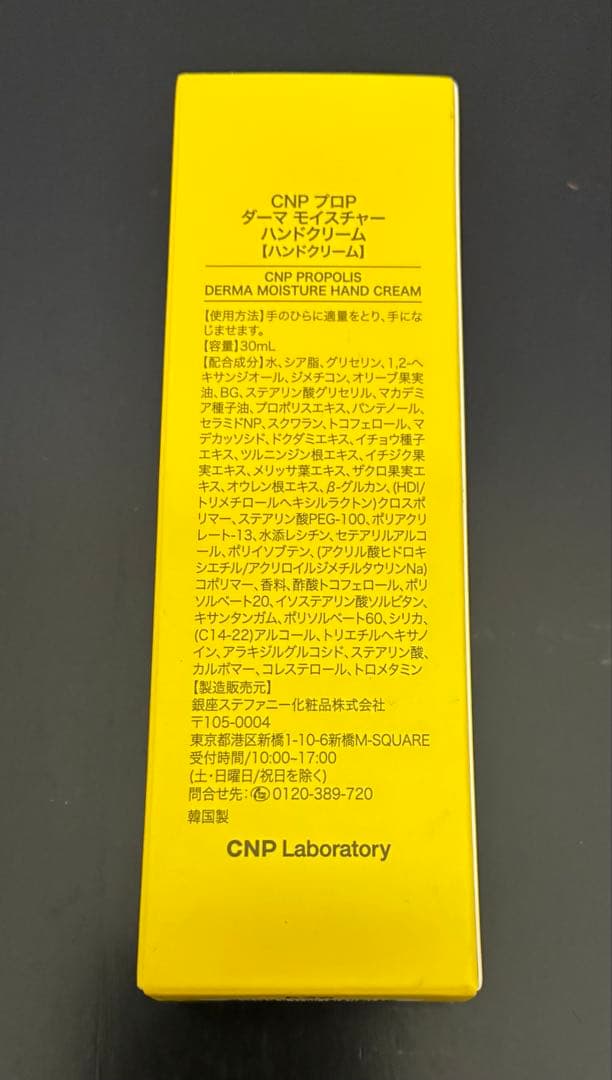 CNP プロP
ダーマ モイスチャー
ハンドクリーム
【ハンドクリーム】
CNP PROPOLIS
DERMA MOISTURE HAND CREAM
【使用方法】手のひらに適量をとり、手にな
じませます。
【容量】30mL
【配合成分】水、シア脂、グリセリン、1,2-ヘ
キサンジオール、ジメチコン、オリーブ果実
油、BG、ステアリン酸グリセリル、マカデミ
ア種子油、プロポリスエキス、パンテノール、
セラミドNP、スクワラン、トコフェロール、マ
デカッソシド、ドクダミエキス、イチョウ種子
エキス、ツルニンジン根エキス、イチジク果
実エキス、メリッサ葉エキス、ザクロ果実エ
キス、オウレン根エキス、β-グルカン、(HDI/
トリメチロールヘキシルラクトン)クロスポ
リマー、ステアリン酸PEG-100、ポリアクリ
レート-13、水添レシチン、セテアリルアルコ
ール、ポリイソブテン、(アクリル酸ヒドロキ
シエチル/アクリロイルジメチルタウリンNa)
コポリマー、香料、酢酸トコフェロール、ポリ
ソルベート20、イソステアリン酸ソルビタン、
キサンタンガム、ポリソルベート60、シリカ、
(C14-22)アルコール、トリエチルヘキサノ
イン、アラキジルグルコシド、ステアリン酸、
カルボマー、コレステロール、トロメタミン
【製造販売元】
銀座ステファニー化粧品株式会社
〒105-0004
東京都港区新橋1-10-6新橋M-SQUARE
受付時間/10:00~17:00
(土・日曜日/祝日を除く)
問合せ先:0120-389-720
韓国製
CNP Laboratory